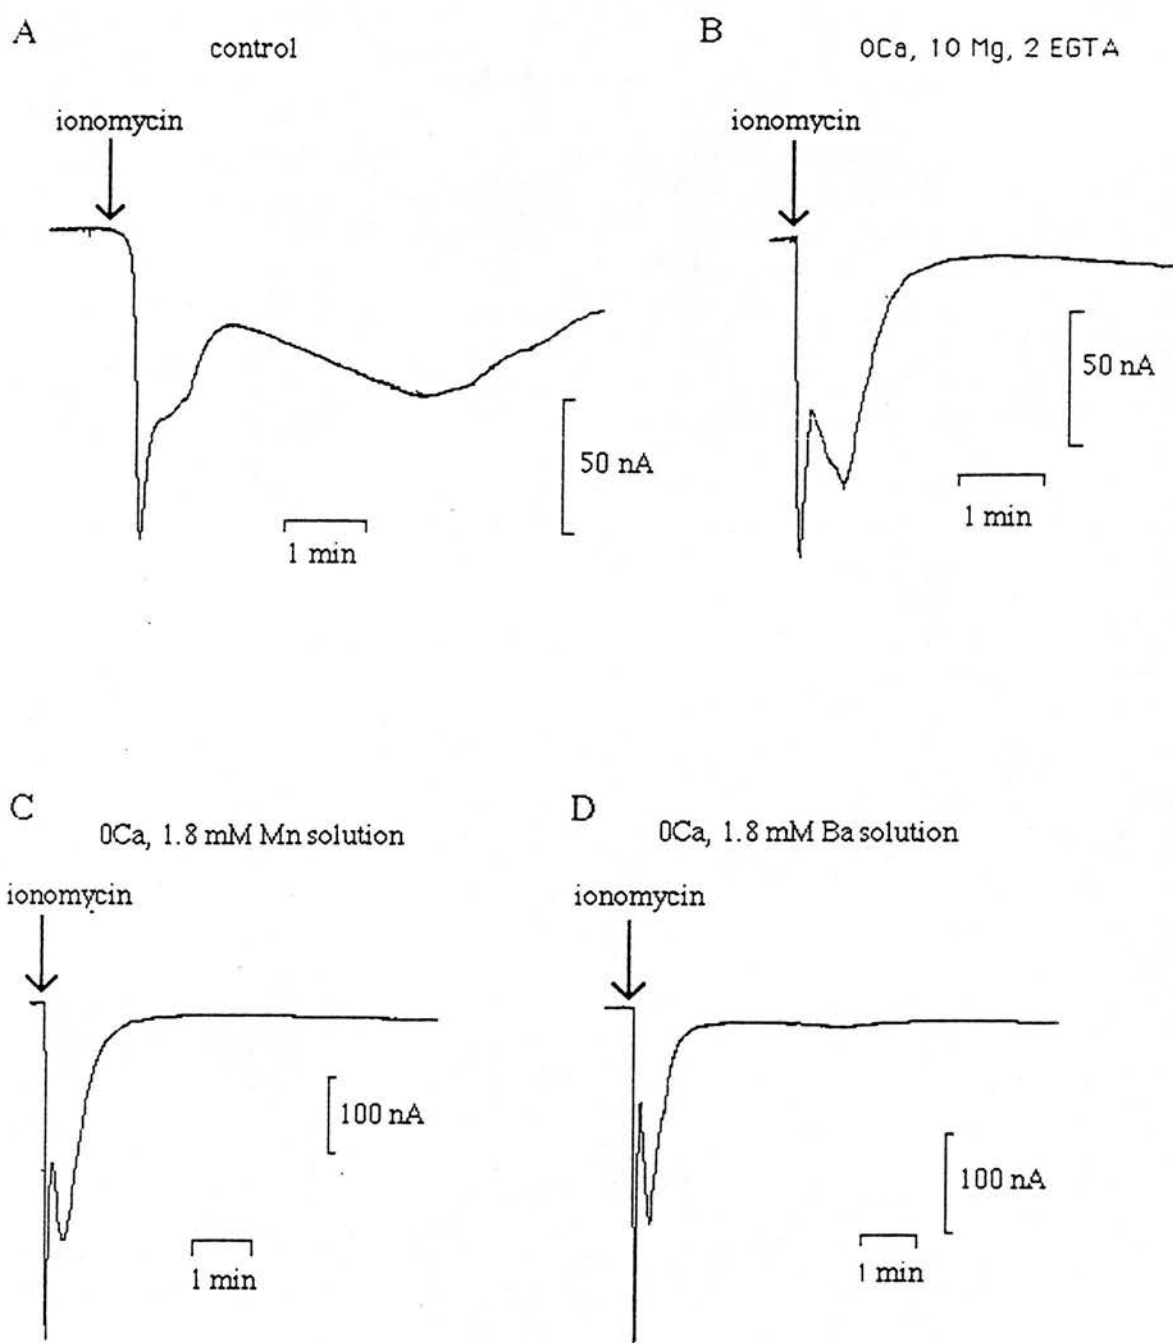 A
control
ionomycin
50 nA
1 min
B
0Ca, 10 Mg, 2 EGTA
ionomycin
50 nA
1 min
C
0Ca, 1.8 mM Mn solution
ionomycin
100 nA
1 min
D
0Ca, 1.8 mM Ba solution
ionomycin
100 nA
1 min